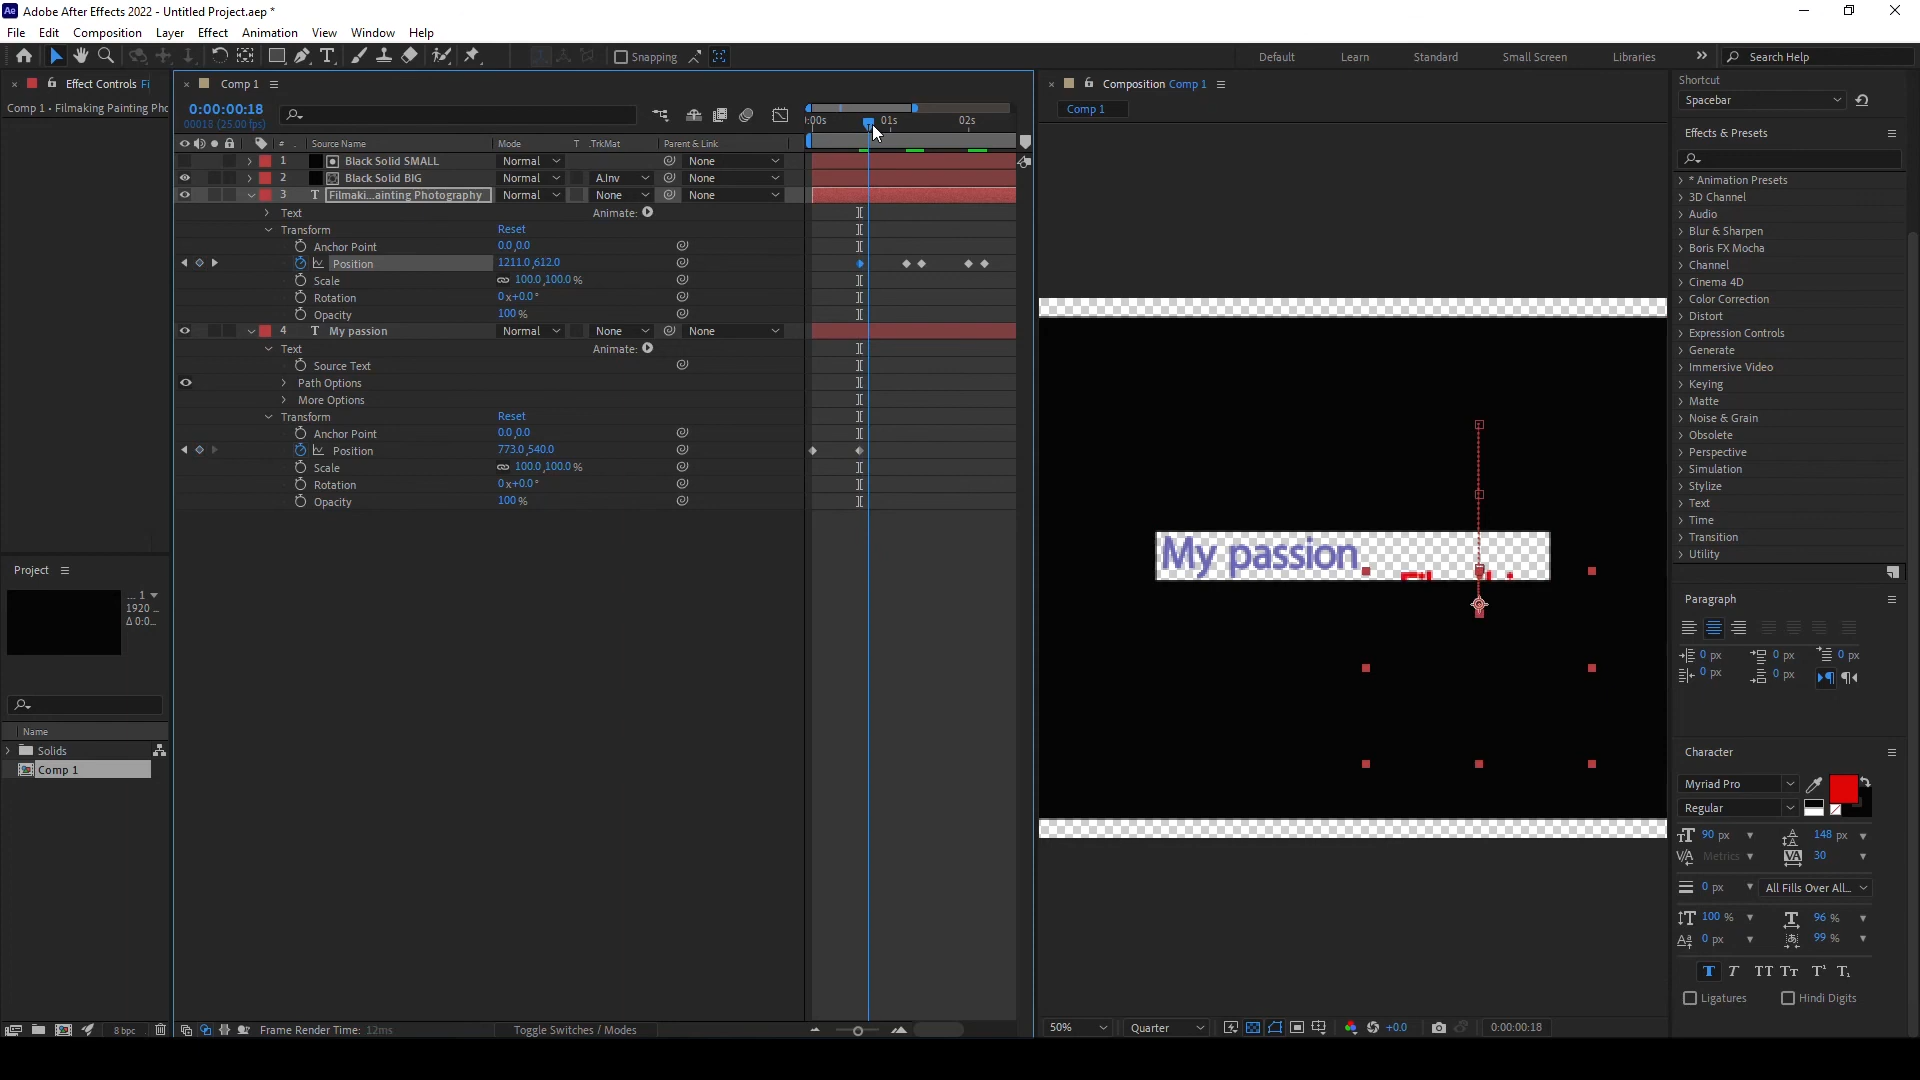 Adobe After Effects 2022 - Untitled Project.aep *
File Edit Composition Layer Effect Animation View Window Help
Snapping
Default Learn Standard Small Screen Libraries
Search Help
Effect Controls Fi
Comp 1 • Filmaking Painting Pho
Comp 1
0:00:00:18
00018 (25.00 fps)
:00s 01s 02s
# Source Name Mode T .TrkMat Parent & Link
1 Black Solid SMALL Normal None
2 Black Solid BIG Normal A.Inv None
3 T Filmaki...ainting Photography Normal None None
Text Animate:
Transform Reset
Anchor Point 0.0,0.0
Position 1211.0,612.0
Scale 100.0,100.0 %
Rotation 0x+0.0°
Opacity 100 %
4 T My passion Normal None None
Text Animate:
Source Text
Path Options
More Options
Transform Reset
Anchor Point 0.0,0.0
Position 773.0,540.0
Scale 100.0,100.0 %
Rotation 0x+0.0°
Opacity 100 %
Project
... 1
1920 ...
Δ 0:0...
Name
Solids
Comp 1
8 bpc
Frame Render Time: 12ms
Toggle Switches / Modes
Composition Comp 1
Comp 1
My passion
50% Quarter +0.0 0:00:00:18
Shortcut
Spacebar
Effects & Presets
* Animation Presets
3D Channel
Audio
Blur & Sharpen
Boris FX Mocha
Channel
Cinema 4D
Color Correction
Distort
Expression Controls
Generate
Immersive Video
Keying
Matte
Noise & Grain
Obsolete
Perspective
Simulation
Stylize
Text
Time
Transition
Utility
Paragraph
0 px 0 px 0 px
0 px 0 px
Character
Myriad Pro
Regular
90 px 148 px
Metrics 30
0 px All Fills Over All...
100 % 96 %
0 px 99 %
T T TT Tt T¹ T₁
Ligatures Hindi Digits